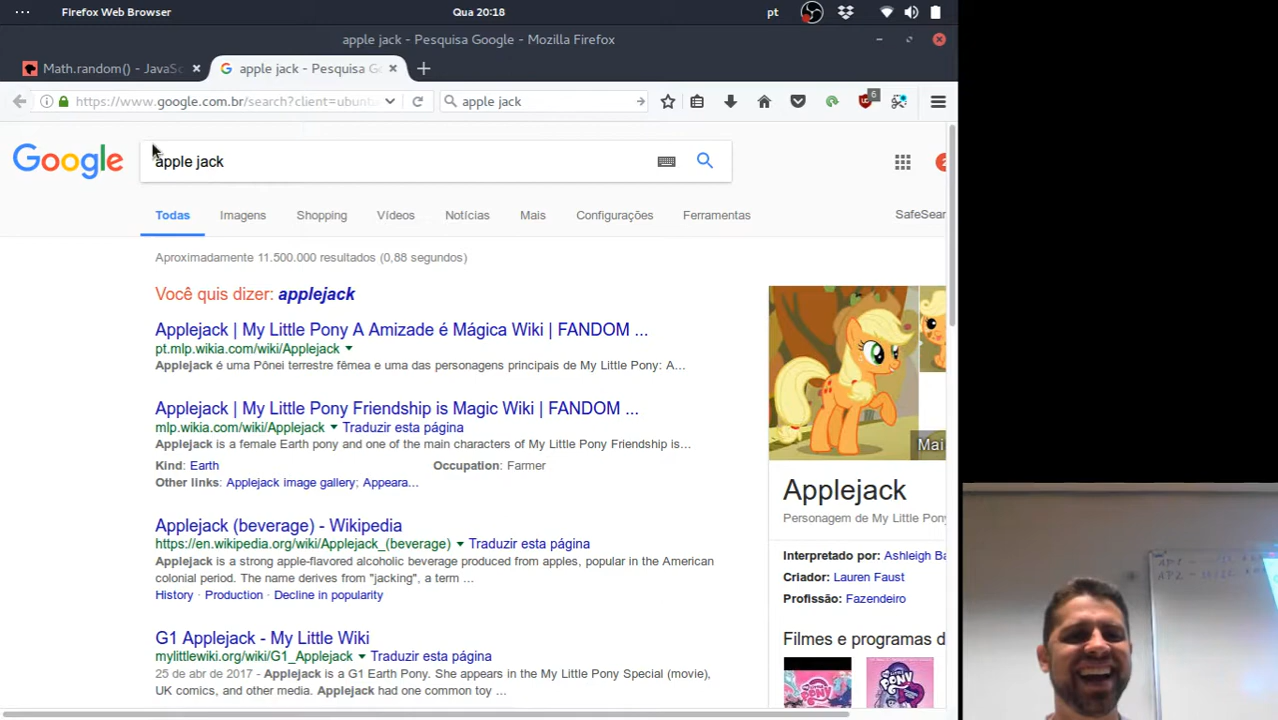 Firefox Web Browser
Qua 20:18
pt
apple jack - Pesquisa Google - Mozilla Firefox
Math.random() - JavaSc
apple jack - Pesquisa G
https://www.google.com.br/search?client=ubuntu
apple jack
6
Google
apple jack
Todas
Imagens
Shopping
Vídeos
Notícias
Mais
Configurações
Ferramentas
SafeSear
Aproximadamente 11.500.000 resultados (0,88 segundos)
Você quis dizer: applejack
Applejack | My Little Pony A Amizade é Mágica Wiki | FANDOM ...
pt.mlp.wikia.com/wiki/Applejack
Applejack é uma Pônei terrestre fêmea e uma das personagens principais de My Little Pony: A...
Applejack | My Little Pony Friendship is Magic Wiki | FANDOM ...
mlp.wikia.com/wiki/Applejack Traduzir esta página
Applejack is a female Earth pony and one of the main characters of My Little Pony Friendship is...
Kind: Earth
Occupation: Farmer
Other links: Applejack image gallery; Appeara...
Applejack (beverage) - Wikipedia
https://en.wikipedia.org/wiki/Applejack_(beverage) Traduzir esta página
Applejack is a strong apple-flavored alcoholic beverage produced from apples, popular in the American
colonial period. The name derives from "jacking", a term ...
History · Production · Decline in popularity
G1 Applejack - My Little Wiki
mylittlewiki.org/wiki/G1_Applejack Traduzir esta página
25 de abr de 2017 - Applejack is a G1 Earth Pony. She appears in the My Little Pony Special (movie),
UK comics, and other media. Applejack had one common toy ...
Mai
Applejack
Personagem de My Little Pony
Interpretado por: Ashleigh Ba
Criador: Lauren Faust
Profissão: Fazendeiro
Filmes e programas d